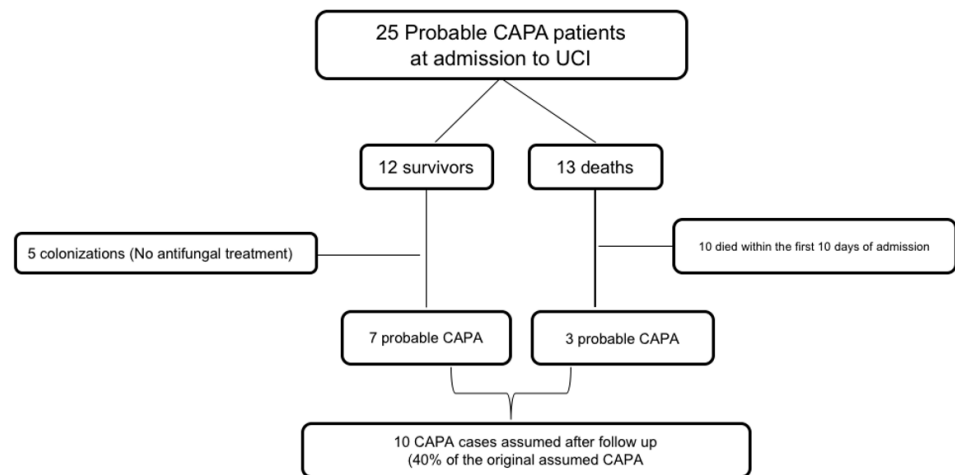 25 Probable CAPA patients
at admission to UCI
12 survivors
13 deaths
5 colonizations (No antifungal treatment)
10 died within the first 10 days of admission
7 probable CAPA
3 probable CAPA
10 CAPA cases assumed after follow up
(40% of the original assumed CAPA